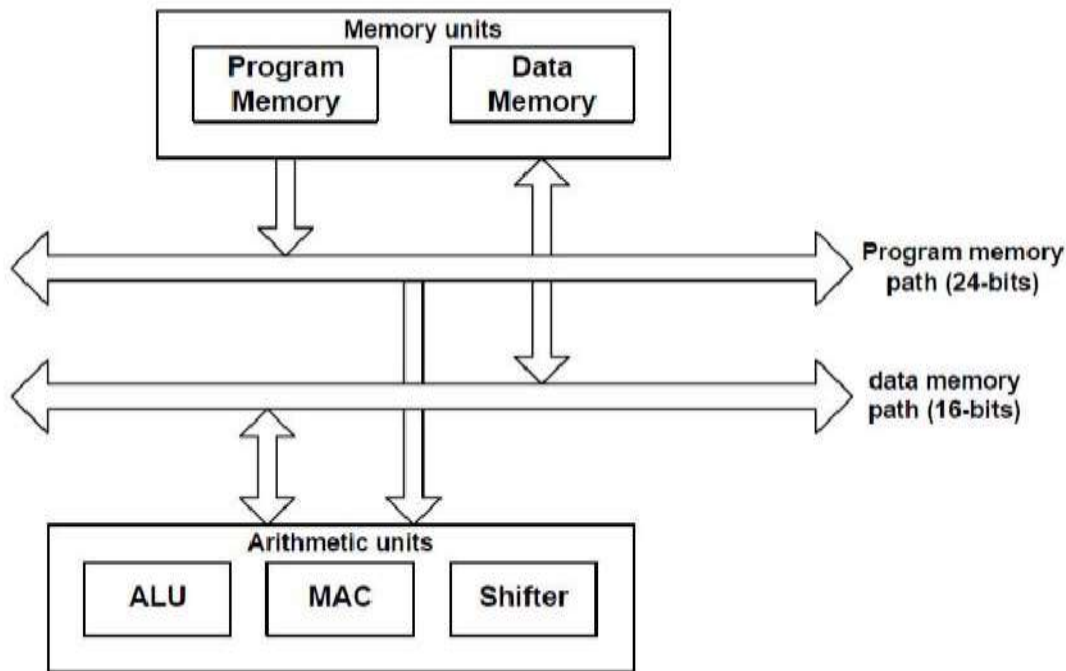 Memory units
Program
Memory
Data
Memory
Program memory
path (24-bits)
data memory
path (16-bits)
Arithmetic units
ALU
MAC
Shifter